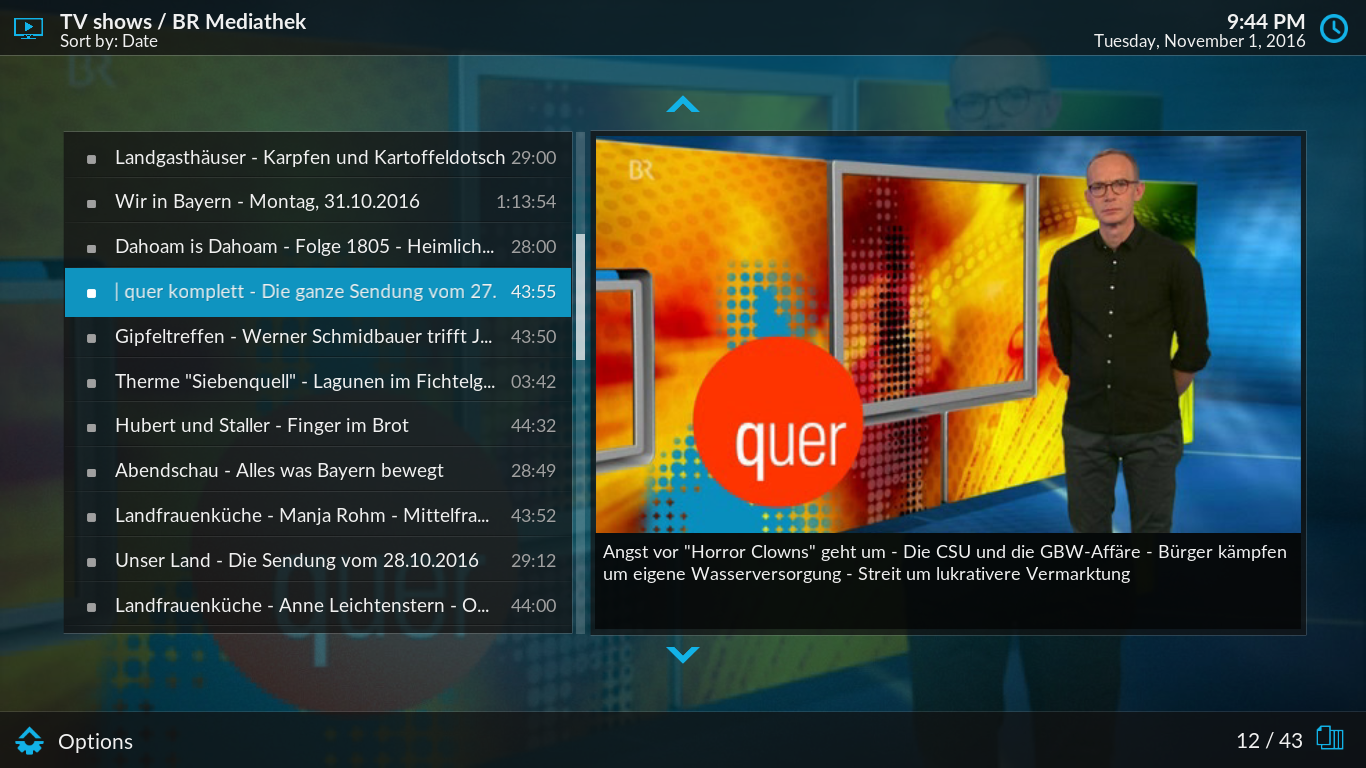 TV shows / BR Mediathek
Sort by: Date
9:44 PM
Tuesday, November 1, 2016
Landgasthäuser - Karpfen und Kartoffeldotsch 29:00
Wir in Bayern - Montag, 31.10.2016 1:13:54
Dahoam is Dahoam - Folge 1805 - Heimlich... 28:00
| quer komplett - Die ganze Sendung vom 27. 43:55
Gipfeltreffen - Werner Schmidbauer trifft J... 43:50
Therme "Siebenquell" - Lagunen im Fichtelg... 03:42
Hubert und Staller - Finger im Brot 44:32
Abendschau - Alles was Bayern bewegt 28:49
Landfrauenküche - Manja Rohm - Mittelfra... 43:52
Unser Land - Die Sendung vom 28.10.2016 29:12
Landfrauenküche - Anne Leichtenstern - O... 44:00
BR
quer
Angst vor "Horror Clowns" geht um - Die CSU und die GBW-Affäre - Bürger kämpfen
um eigene Wasserversorgung - Streit um lukrativere Vermarktung
BR
quer
Options
12 / 43